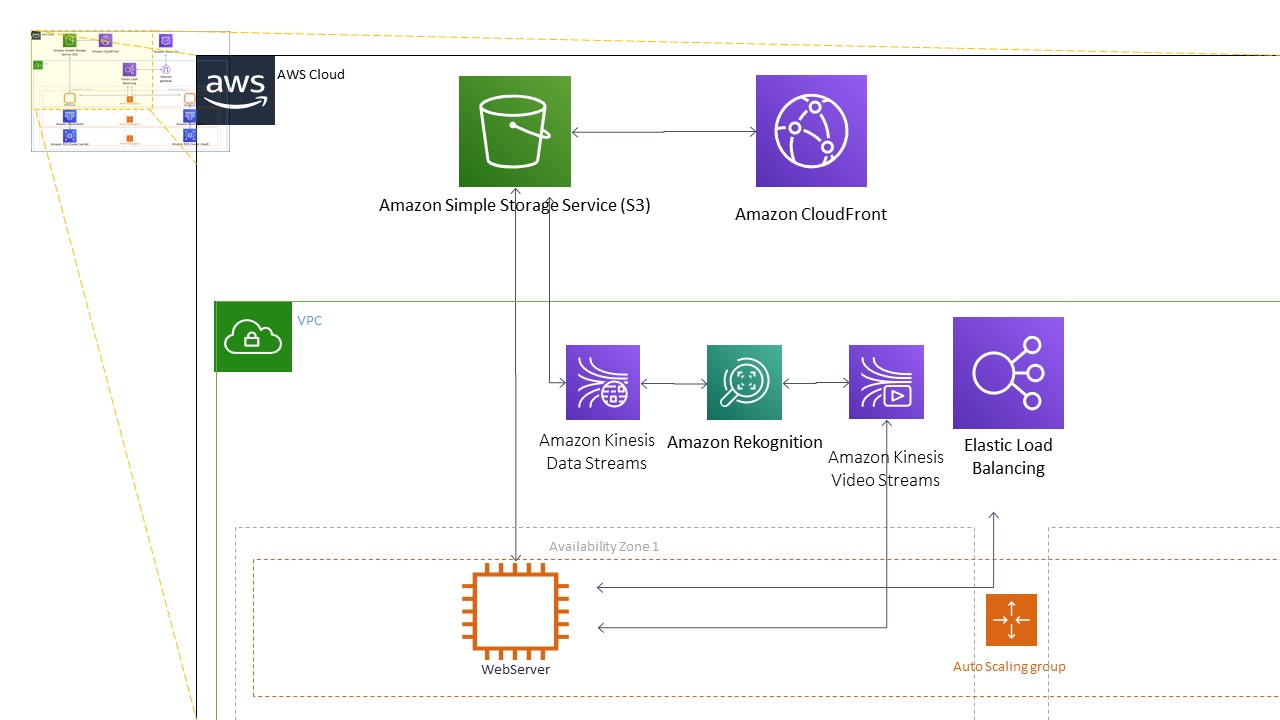 aws
AWS Cloud
Amazon Simple Storage Service (S3)
Amazon CloudFront
VPC
Amazon Kinesis
Data Streams
Amazon Rekognition
Amazon Kinesis
Video Streams
Elastic Load
Balancing
Availability Zone 1
WebServer
Auto Scaling group